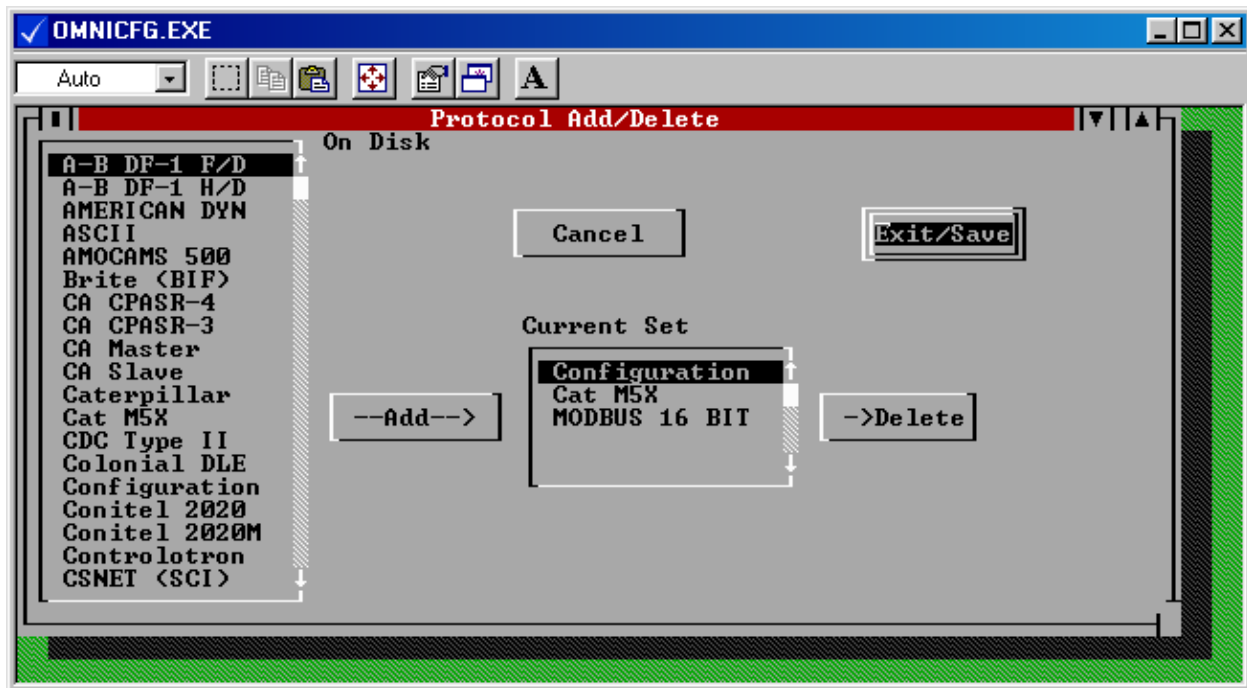 OMNICFG.EXE
Auto
A
Protocol Add/Delete
On Disk
A-B DF-1 F/D
A-B DF-1 H/D
AMERICAN DYN
ASCII
AMOCAMS 500
Brite (BIF)
CA CPASR-4
CA CPASR-3
CA Master
CA Slave
Caterpillar
Cat M5X
CDC Type II
Colonial DLE
Configuration
Conitel 2020
Conitel 2020M
Controlotron
CSNET (SCI)
Cancel
Exit/Save
Current Set
Configuration
Cat M5X
MODBUS 16 BIT
--Add-->
->Delete